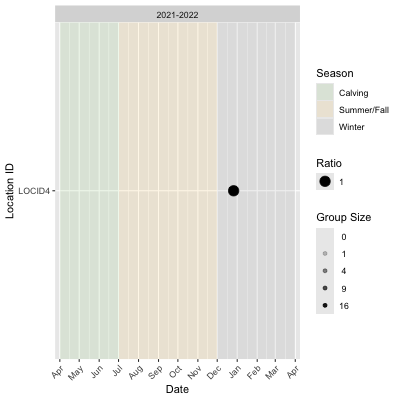 2021-2022
Location ID
LOCID4
Apr May Jun Jul Aug Sep Oct Nov Dec Jan Feb Mar Apr
Date
Season
Calving
Summer/Fall
Winter
Ratio
1
Group Size
0
1
4
9
16